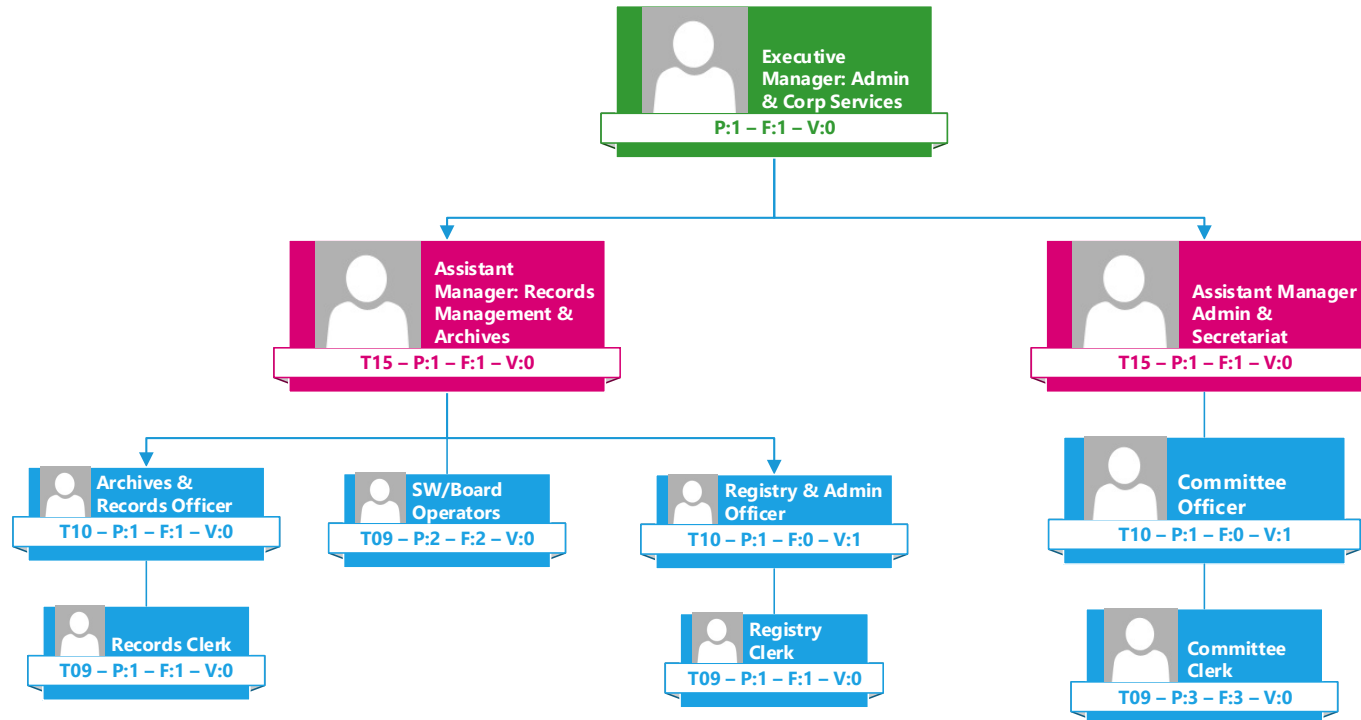 Executive
Manager: Admin
& Corp Services
P:1 – F:1 – V:0
Assistant
Manager: Records
Management &
Archives
T15 – P:1 – F:1 – V:0
Assistant Manager
Admin &
Secretariat
T15 – P:1 – F:1 – V:0
Archives &
Records Officer
T10 – P:1 – F:1 – V:0
SW/Board
Operators
T09 – P:2 – F:2 – V:0
Registry & Admin
Officer
T10 – P:1 – F:0 – V:1
Committee
Officer
T10 – P:1 – F:0 – V:1
Records Clerk
T09 – P:1 – F:1 – V:0
Registry
Clerk
T09 – P:1 – F:1 – V:0
Committee
Clerk
T09 – P:3 – F:3 – V:0